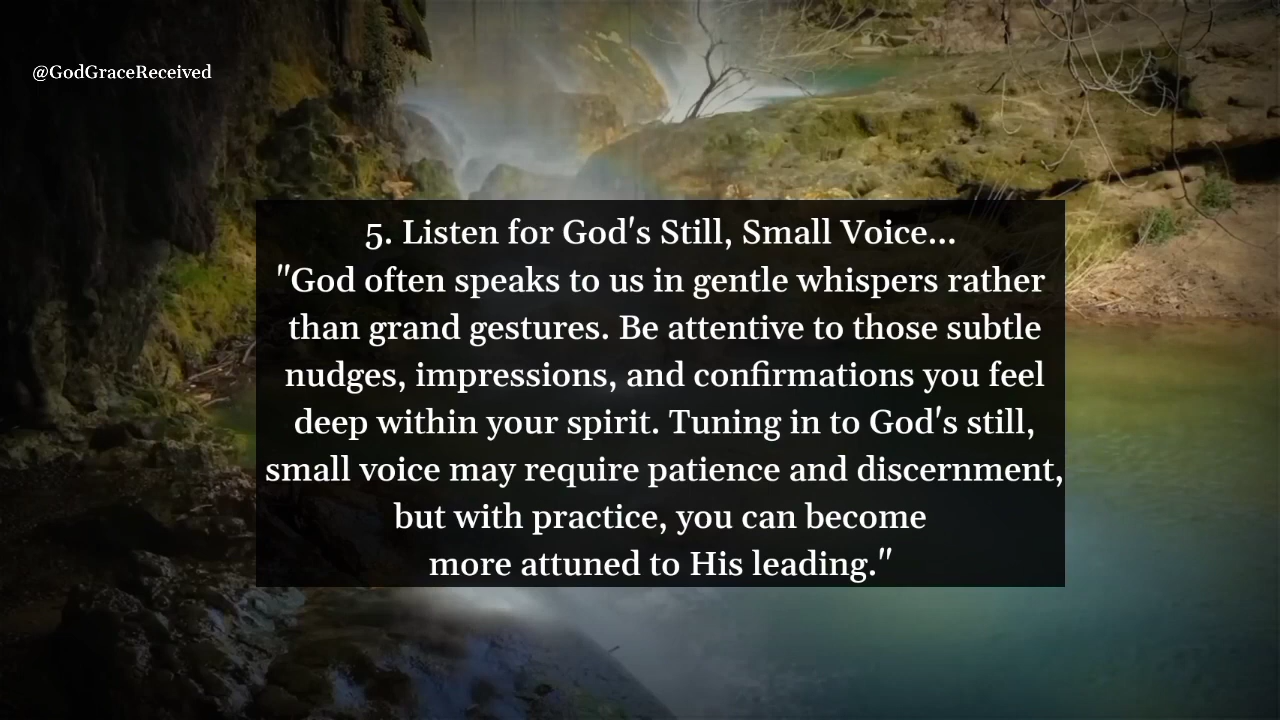 @GodGraceReceived
5. Listen for God's Still, Small Voice...
"God often speaks to us in gentle whispers rather
than grand gestures. Be attentive to those subtle
nudges, impressions, and confirmations you feel
deep within your spirit. Tuning in to God's still,
small voice may require patience and discernment,
but with practice, you can become
more attuned to His leading."